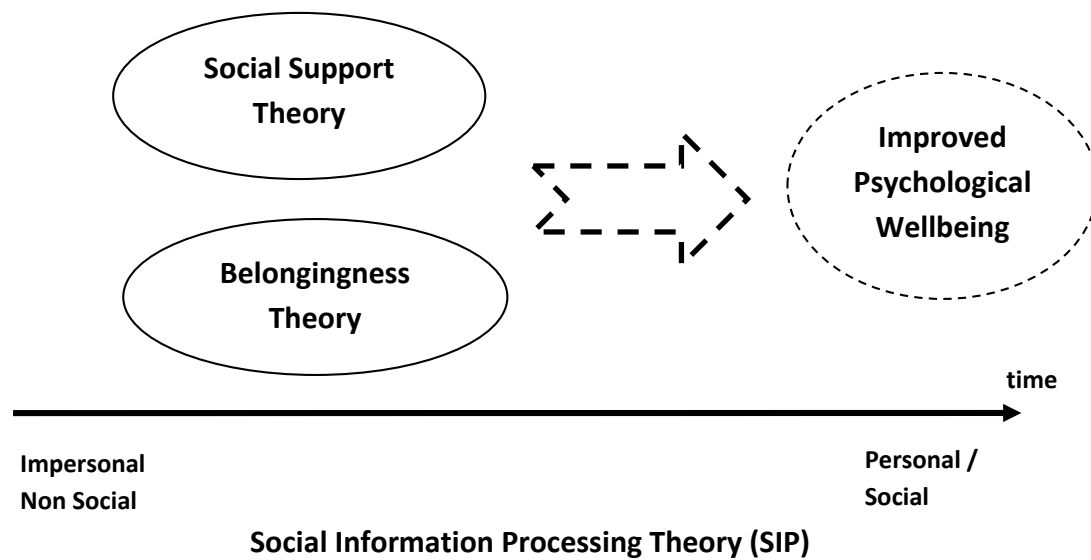 Social Support
Theory
Improved
Psychological
Wellbeing
Belongingness
Theory
time
Impersonal
Non Social
Personal /
Social
Social Information Processing Theory (SIP)